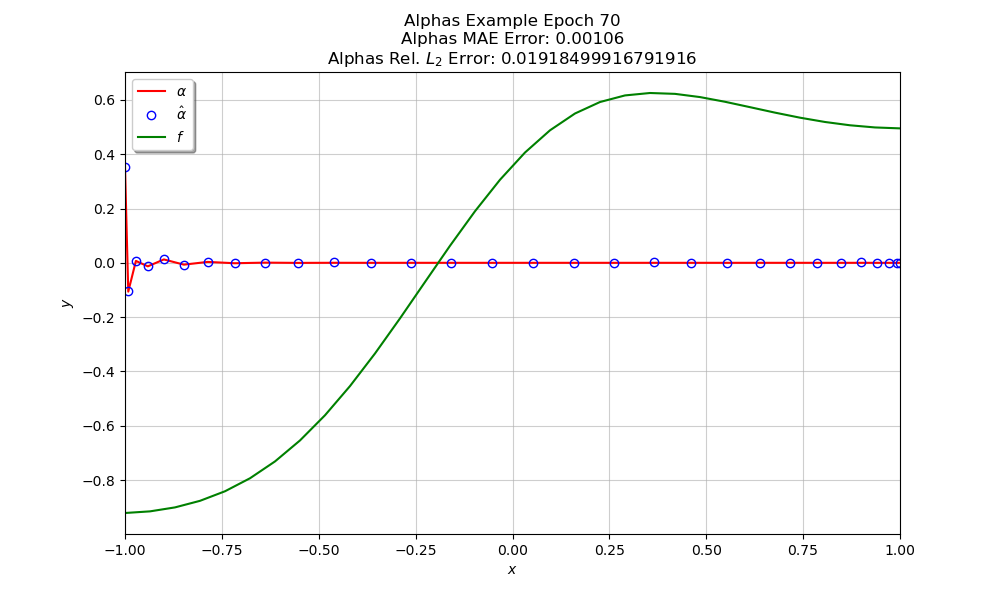 Alphas Example Epoch 70
Alphas MAE Error: 0.00106
Alphas Rel. $L_2$ Error: 0.01918499916791916
α
α̂
f
0.6
0.4
0.2
0.0
−0.2
−0.4
−0.6
−0.8
y
−1.00 −0.75 −0.50 −0.25 0.00 0.25 0.50 0.75 1.00
x